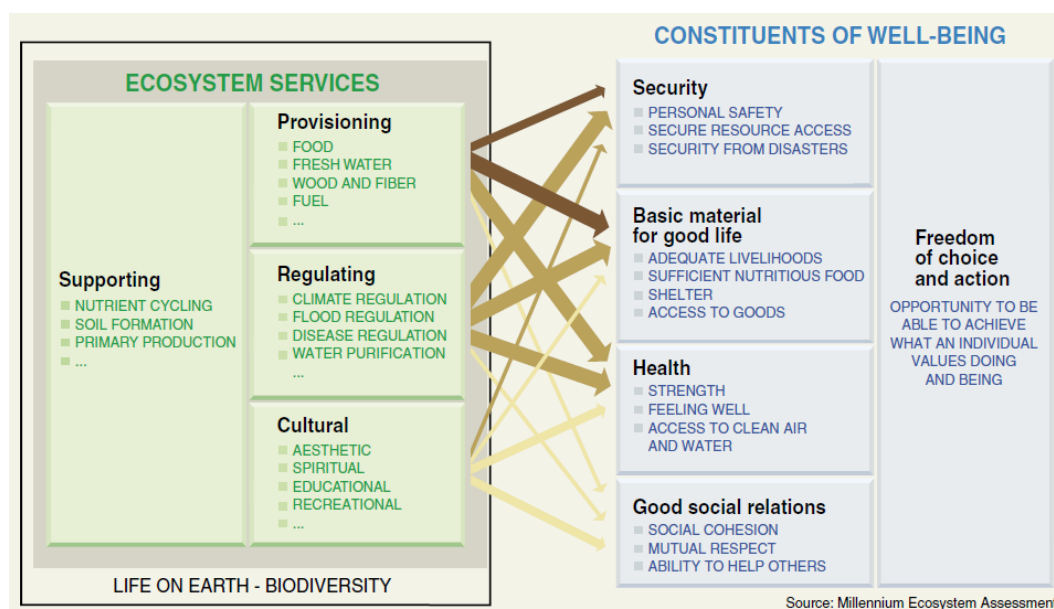 CONSTITUENTS OF WELL-BEING
ECOSYSTEM SERVICES
Supporting
NUTRIENT CYCLING
SOIL FORMATION
PRIMARY PRODUCTION
...
Provisioning
FOOD
FRESH WATER
WOOD AND FIBER
FUEL
...
Regulating
CLIMATE REGULATION
FLOOD REGULATION
DISEASE REGULATION
WATER PURIFICATION
...
Cultural
AESTHETIC
SPIRITUAL
EDUCATIONAL
RECREATIONAL
...
LIFE ON EARTH - BIODIVERSITY
Security
PERSONAL SAFETY
SECURE RESOURCE ACCESS
SECURITY FROM DISASTERS
Basic material
for good life
ADEQUATE LIVELIHOODS
SUFFICIENT NUTRITIOUS FOOD
SHELTER
ACCESS TO GOODS
Health
STRENGTH
FEELING WELL
ACCESS TO CLEAN AIR
AND WATER
Good social relations
SOCIAL COHESION
MUTUAL RESPECT
ABILITY TO HELP OTHERS
Freedom
of choice
and action
OPPORTUNITY TO BE
ABLE TO ACHIEVE
WHAT AN INDIVIDUAL
VALUES DOING
AND BEING
Source: Millennium Ecosystem Assessment